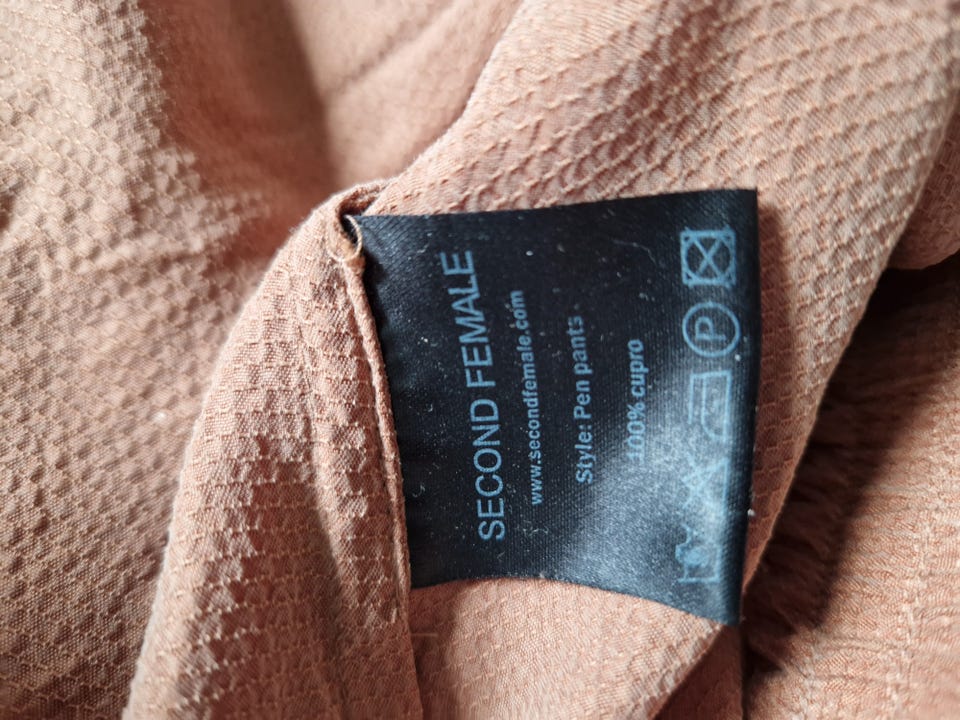 SECOND FEMALE
www.secondfemale.com
Style: Pen pants
100% cupro
P